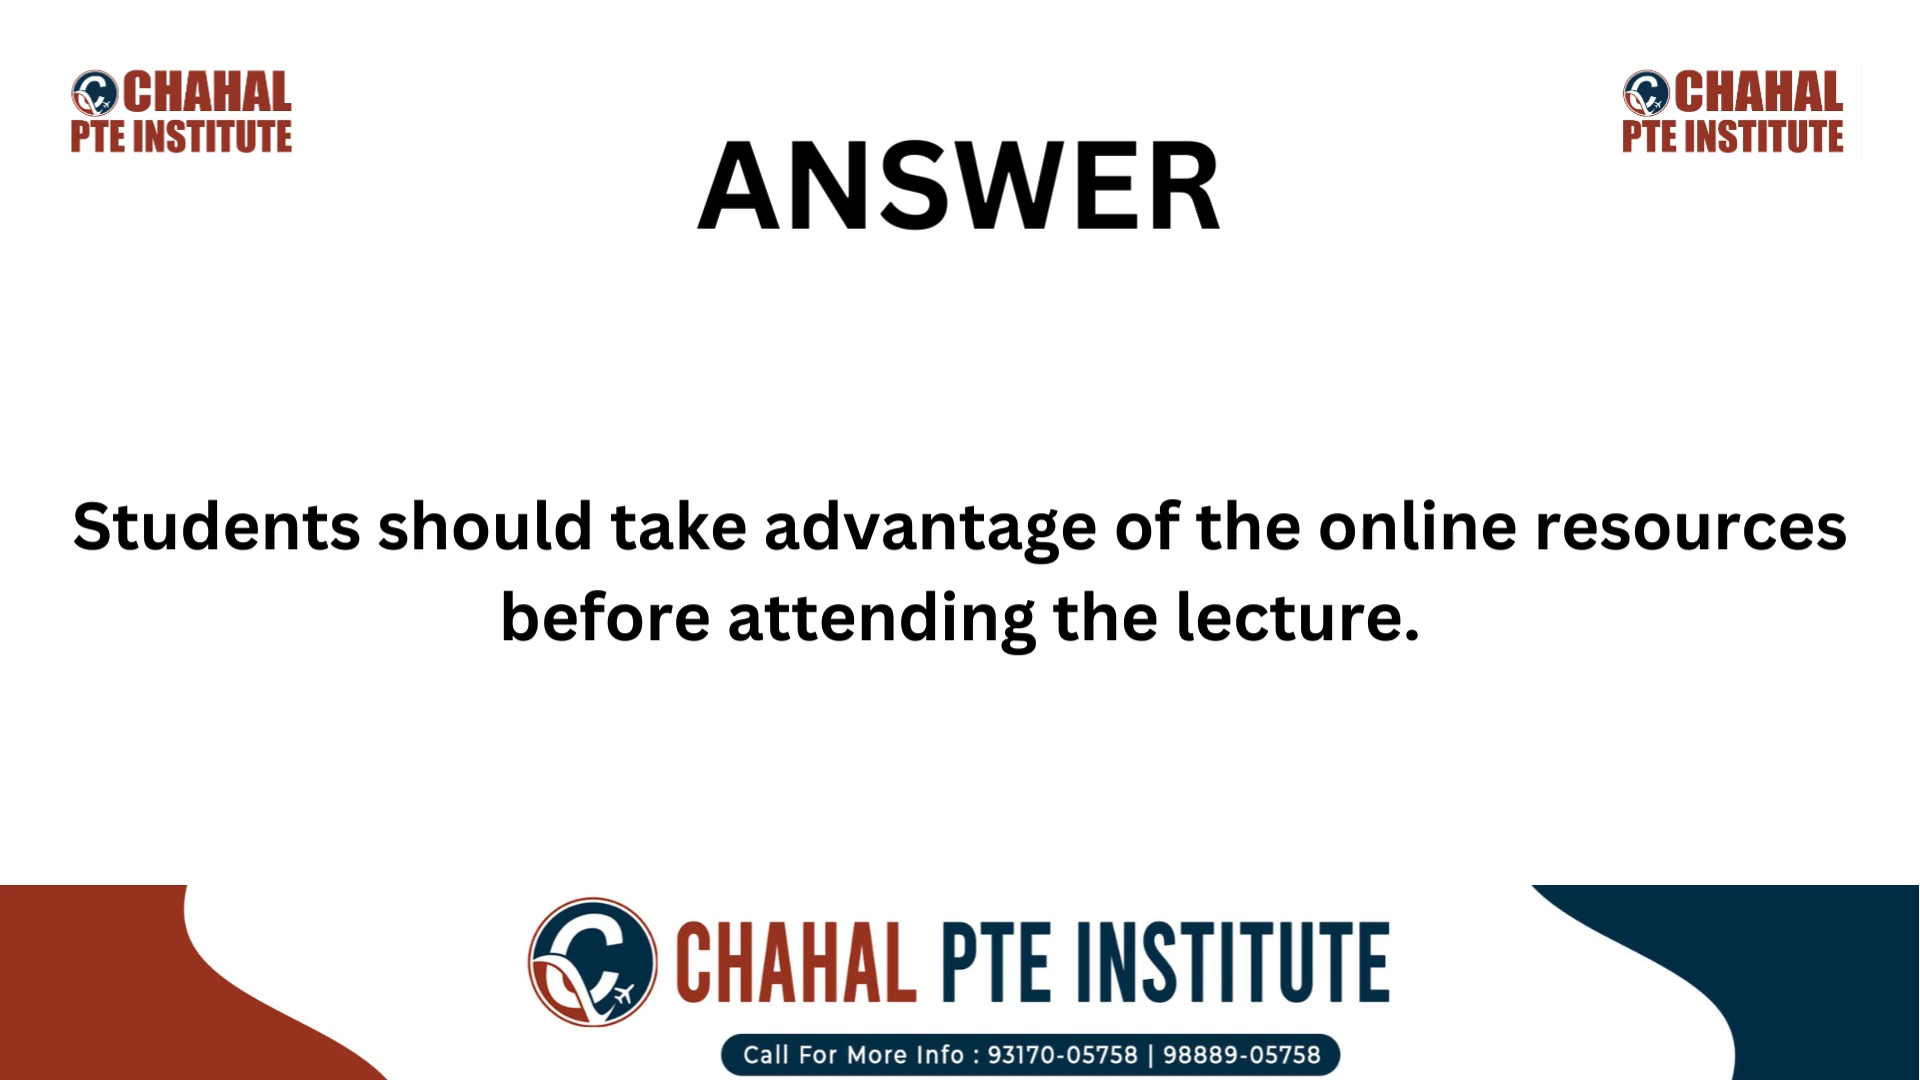 CHAHAL
PTE INSTITUTE
CHAHAL
PTE INSTITUTE
ANSWER
Students should take advantage of the online resources
before attending the lecture.
CHAHAL PTE INSTITUTE
Call For More Info : 93170-05758 | 98889-05758